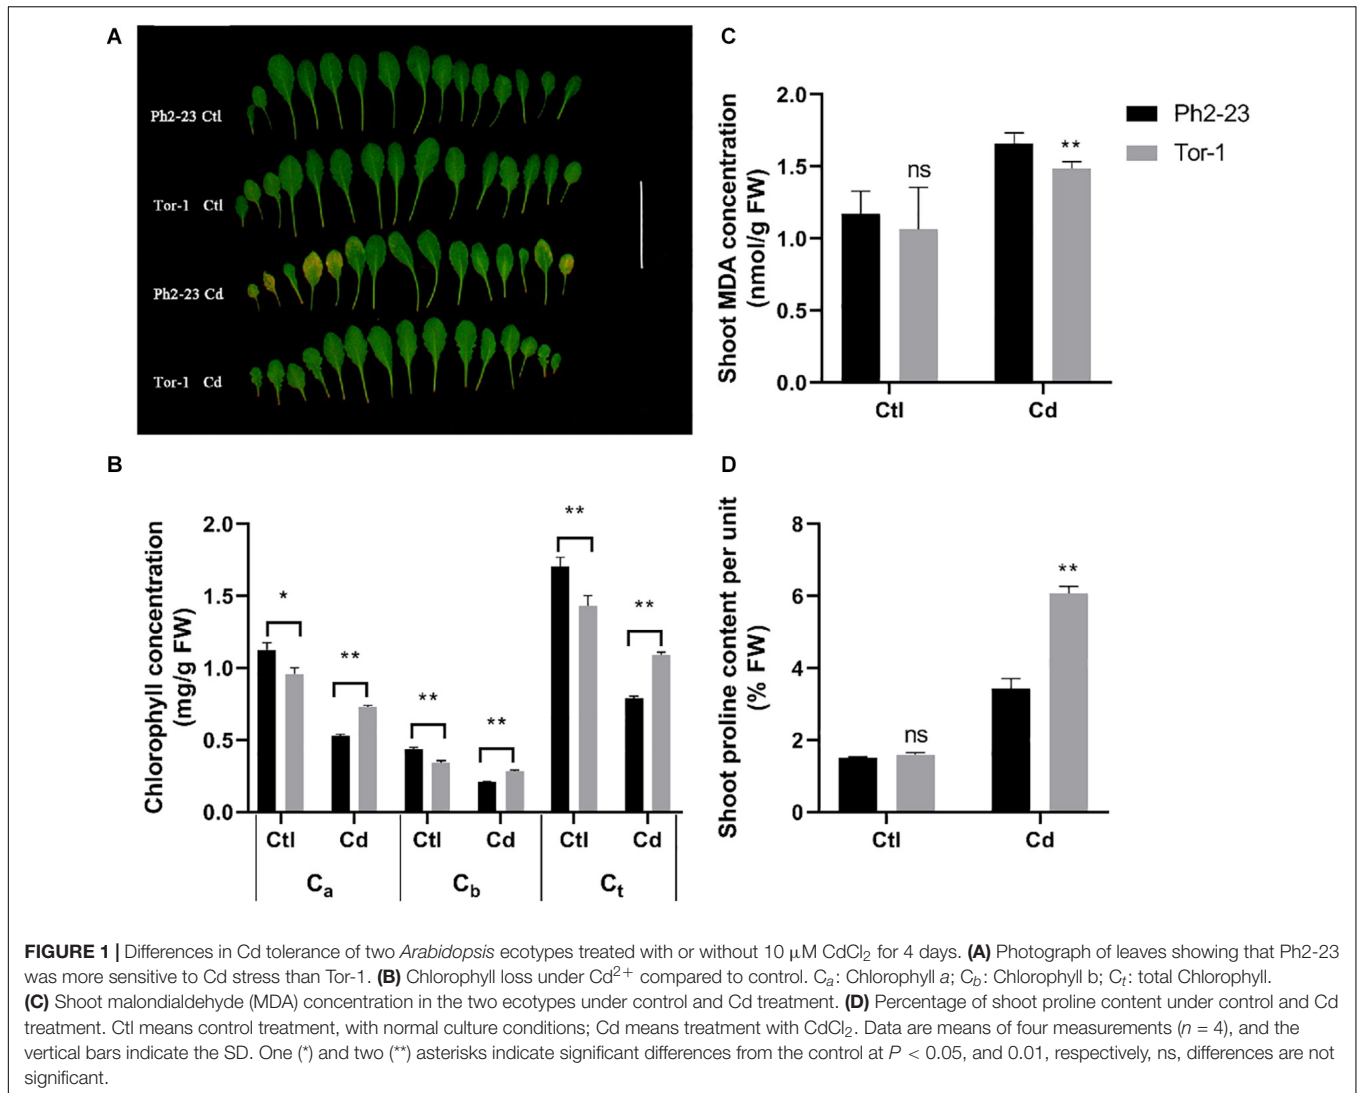 A
Ph2-23 Ctl
Tor-1 Ctl
Ph2-23 Cd
Tor-1 Cd
B
Chlorophyll concentration
(mg/g FW)
2.0
1.5
1.0
0.5
0.0
*
**
**
**
**
**
Ctl Cd Ctl Cd Ctl Cd
Ca Cb Ct
C
Shoot MDA concentration
(nmol/g FW)
2.0
1.5
1.0
0.5
0.0
ns
**
Ctl Cd
Ph2-23
Tor-1
D
Shoot proline content per unit
(% FW)
8
6
4
2
0
ns
**
Ctl Cd
FIGURE 1 | Differences in Cd tolerance of two Arabidopsis ecotypes treated with or without 10 μM CdCl₂ for 4 days. (A) Photograph of leaves showing that Ph2-23
was more sensitive to Cd stress than Tor-1. (B) Chlorophyll loss under Cd²⁺ compared to control. Cₐ: Chlorophyll a; C_b: Chlorophyll b; Cₜ: total Chlorophyll.
(C) Shoot malondialdehyde (MDA) concentration in the two ecotypes under control and Cd treatment. (D) Percentage of shoot proline content under control and Cd
treatment. Ctl means control treatment, with normal culture conditions; Cd means treatment with CdCl₂. Data are means of four measurements (n = 4), and the
vertical bars indicate the SD. One (*) and two (**) asterisks indicate significant differences from the control at P < 0.05, and 0.01, respectively, ns, differences are not
significant.